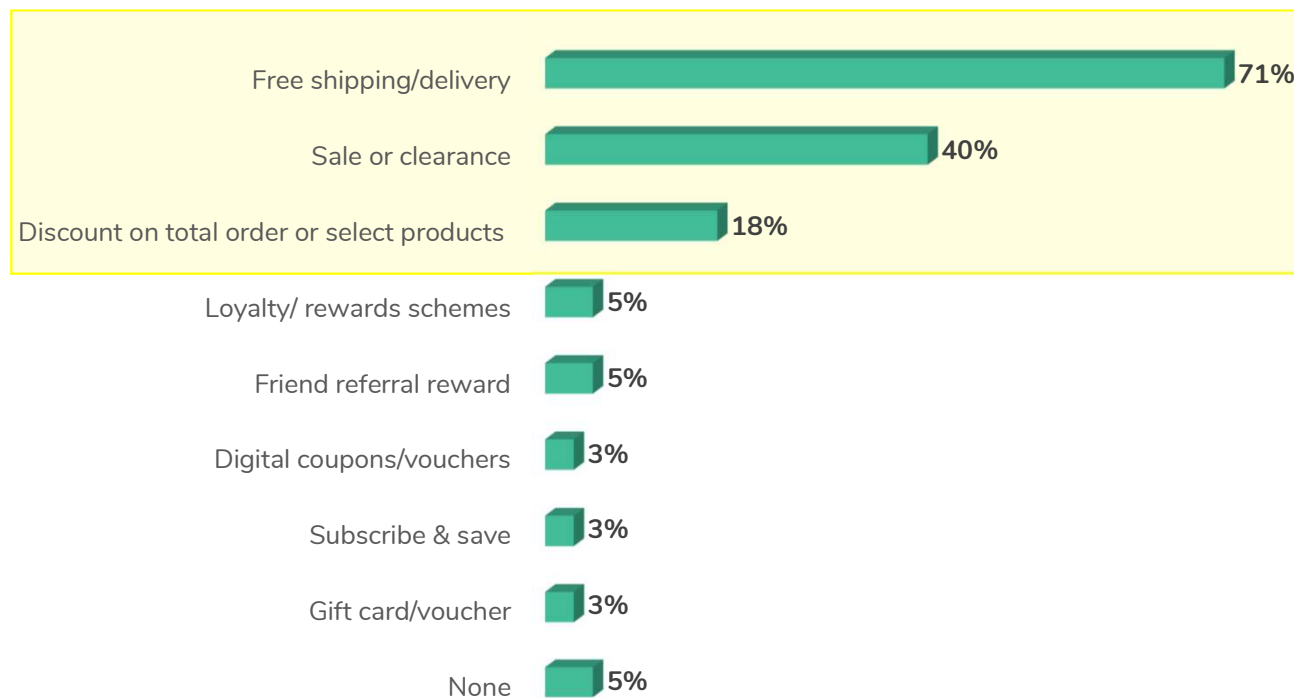 Free shipping/delivery 71%
Sale or clearance 40%
Discount on total order or select products 18%
Loyalty/ rewards schemes 5%
Friend referral reward 5%
Digital coupons/vouchers 3%
Subscribe & save 3%
Gift card/voucher 3%
None 5%